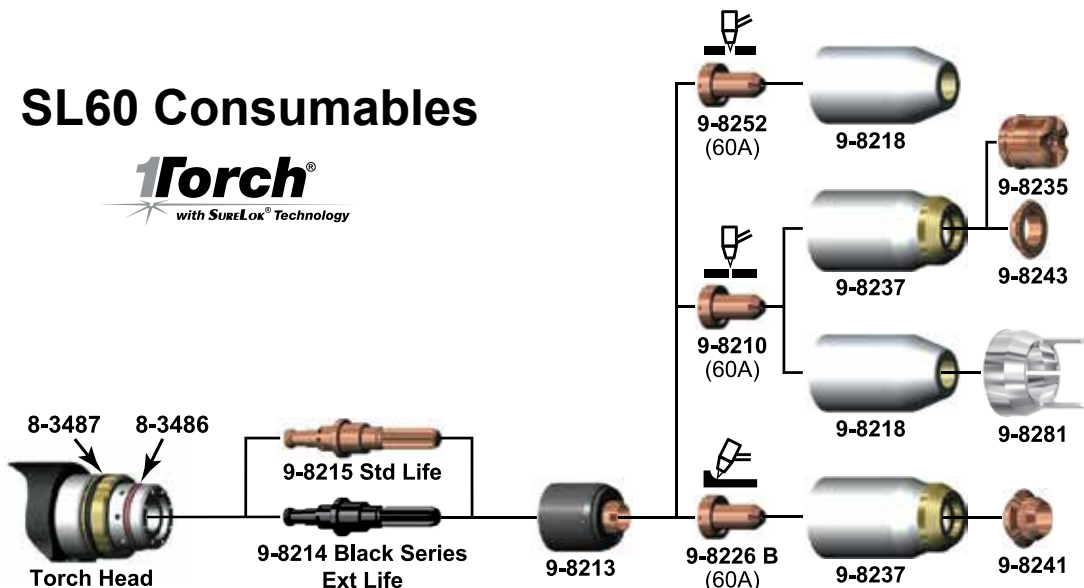 SL60 Consumables
1Torch®
with SureLok® Technology
9-8252
(60A)
9-8218
9-8235
9-8243
9-8237
9-8210
(60A)
9-8218
9-8281
8-3487
8-3486
9-8215 Std Life
9-8214 Black Series
Ext Life
Torch Head
9-8213
9-8226 B
(60A)
9-8237
9-8241